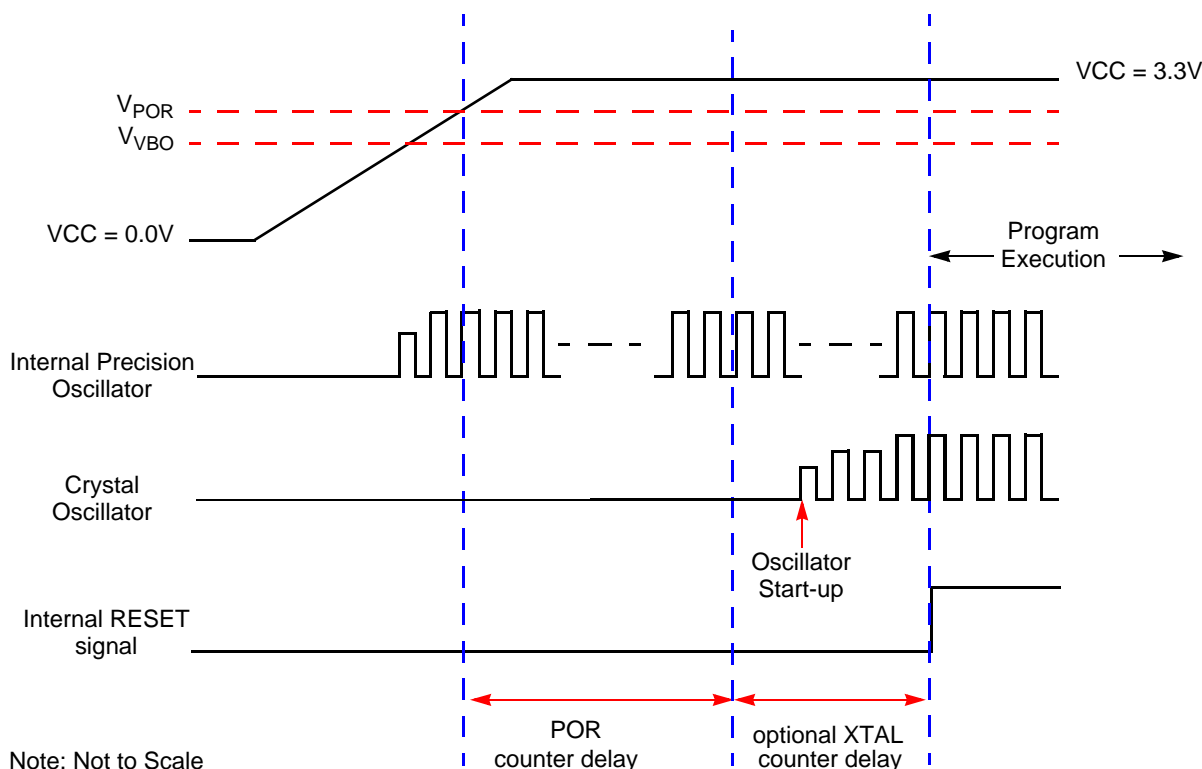 VCC = 3.3V
VPOR
VVBO
VCC = 0.0V
Program
Execution
Internal Precision
Oscillator
Crystal
Oscillator
Oscillator
Start-up
Internal RESET
signal
POR
counter delay
optional XTAL
counter delay
Note: Not to Scale